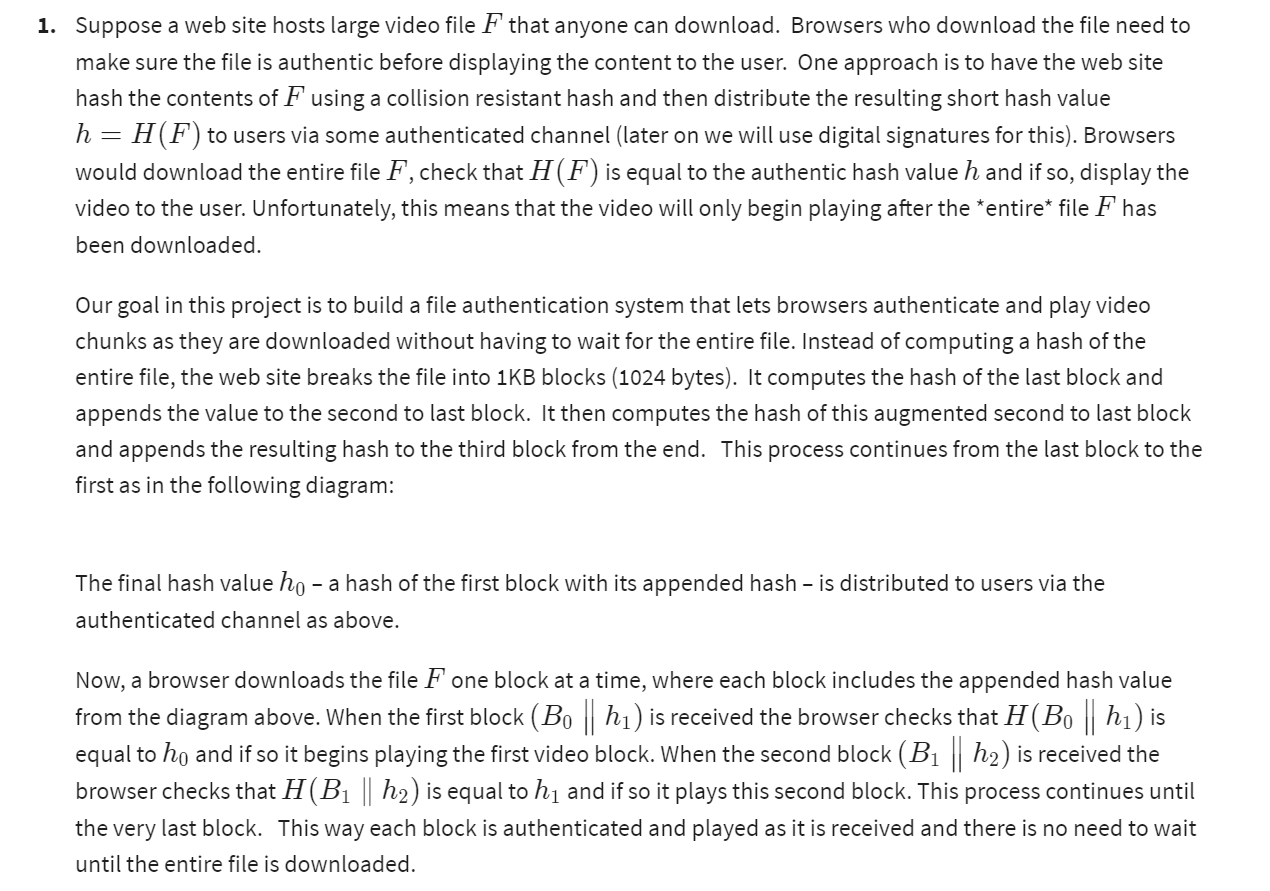 1. Suppose a web site hosts large video file F that anyone can download. Browsers who download the file need to
make sure the file is authentic before displaying the content to the user. One approach is to have the web site
hash the contents of F using a collision resistant hash and then distribute the resulting short hash value
h = H(F) to users via some authenticated channel (later on we will use digital signatures for this). Browsers
would download the entire file F, check that H(F) is equal to the authentic hash value h and if so, display the
video to the user. Unfortunately, this means that the video will only begin playing after the *entire* file F has
been downloaded.
Our goal in this project is to build a file authentication system that lets browsers authenticate and play video
chunks as they are downloaded without having to wait for the entire file. Instead of computing a hash of the
entire file, the web site breaks the file into 1KB blocks (1024 bytes). It computes the hash of the last block and
appends the value to the second to last block. It then computes the hash of this augmented second to last block
and appends the resulting hash to the third block from the end. This process continues from the last block to the
first as in the following diagram:
The final hash value h₀ – a hash of the first block with its appended hash – is distributed to users via the
authenticated channel as above.
Now, a browser downloads the file F one block at a time, where each block includes the appended hash value
from the diagram above. When the first block (B₀ || h₁) is received the browser checks that H(B₀ || h₁) is
equal to h₀ and if so it begins playing the first video block. When the second block (B₁ || h₂) is received the
browser checks that H(B₁ || h₂) is equal to h₁ and if so it plays this second block. This process continues until
the very last block. This way each block is authenticated and played as it is received and there is no need to wait
until the entire file is downloaded.